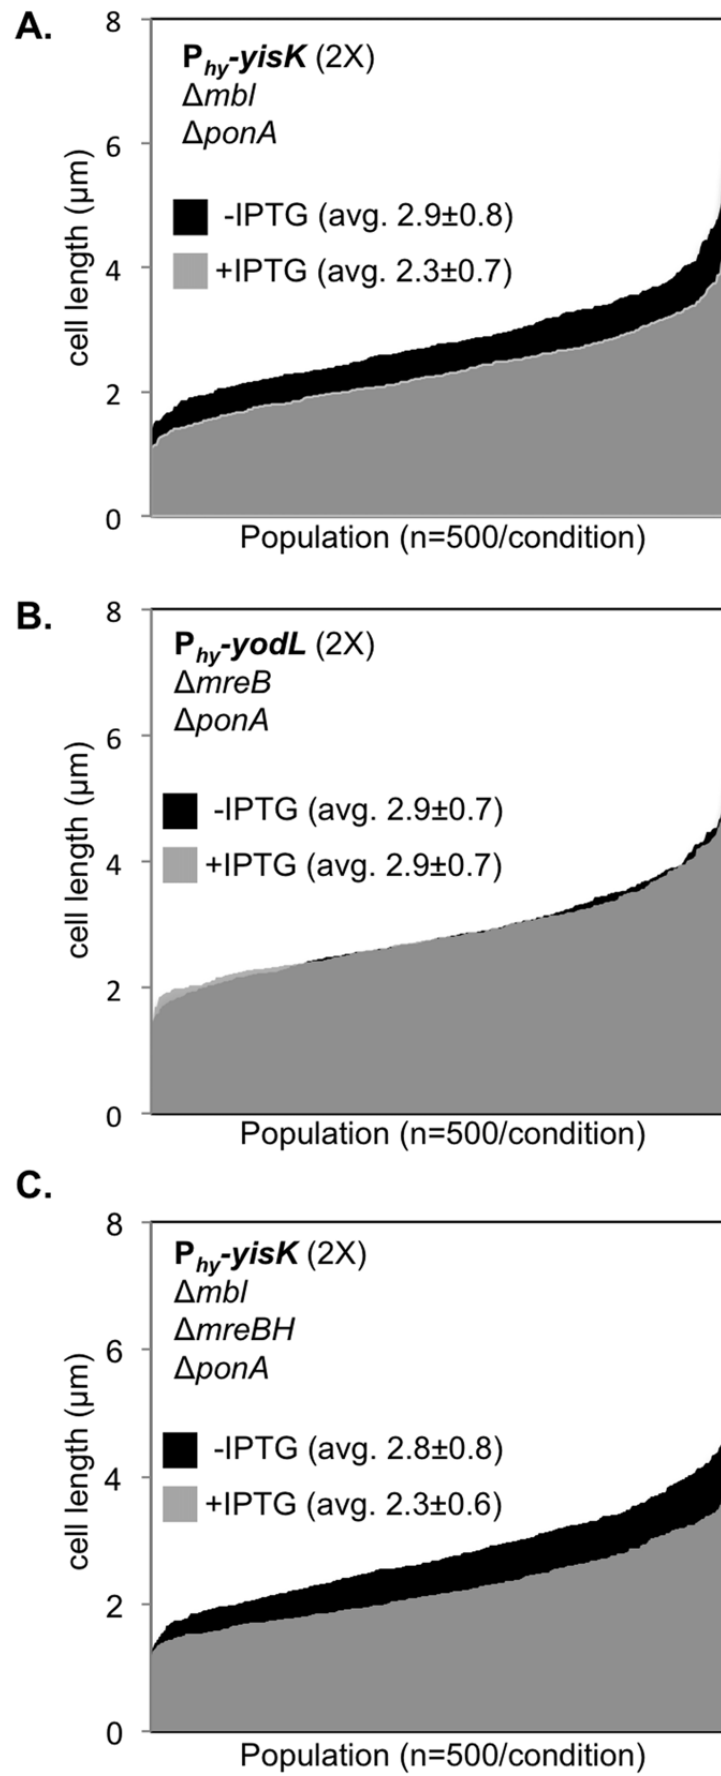 A.
8
P_hy-yisK (2X)
Δmbl
ΔponA
6
-IPTG (avg. 2.9±0.8)
+IPTG (avg. 2.3±0.7)
4
2
0
cell length (µm)
Population (n=500/condition)
B.
8
P_hy-yodL (2X)
ΔmreB
ΔponA
6
-IPTG (avg. 2.9±0.7)
+IPTG (avg. 2.9±0.7)
4
2
0
cell length (µm)
Population (n=500/condition)
C.
8
P_hy-yisK (2X)
Δmbl
ΔmreBH
ΔponA
6
-IPTG (avg. 2.8±0.8)
+IPTG (avg. 2.3±0.6)
4
2
0
cell length (µm)
Population (n=500/condition)